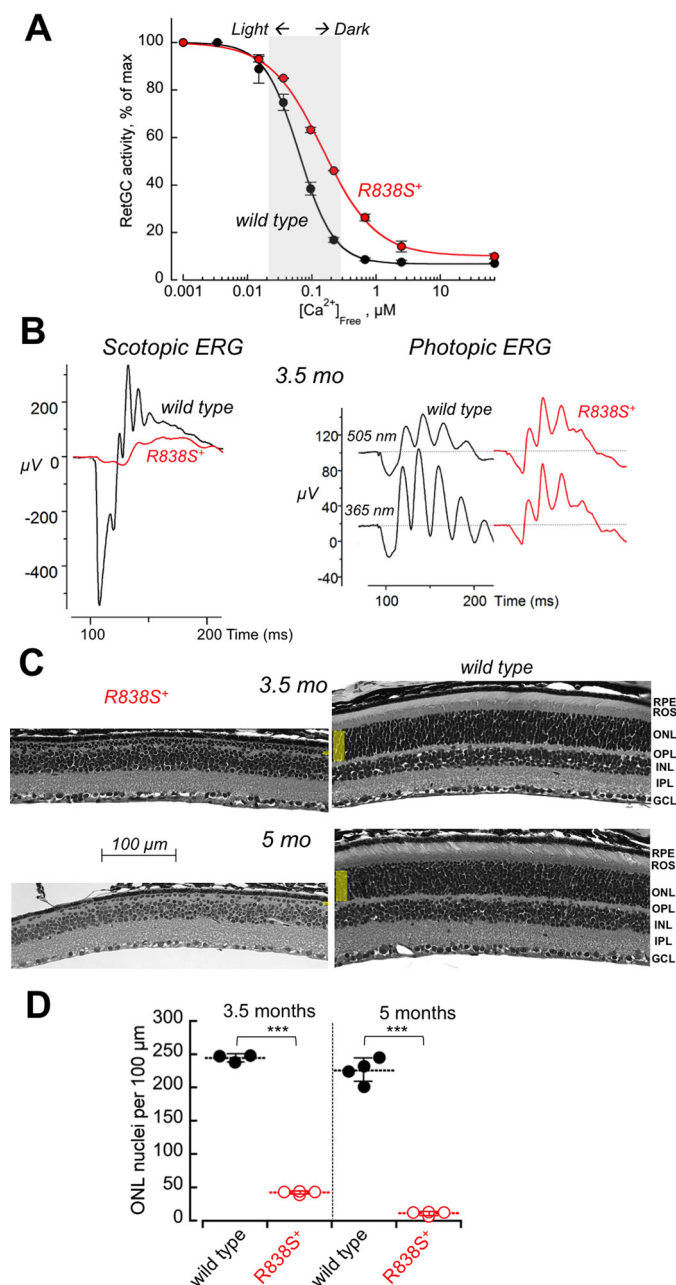 A
Light ← → Dark
RetGC activity, % of max
100
80
60
40
20
0
R838S⁺
wild type
0.001 0.01 0.1 1 10 100
[Ca²⁺]Free , µM
B
Scotopic ERG
Photopic ERG
3.5 mo
200
µV 0
-200
-400
wild type
R838S⁺
100 200 Time (ms)
wild type
R838S⁺
505 nm
365 nm
120
80
µV
40
0
-40
100 200 Time (ms)
C
R838S⁺
3.5 mo
wild type
RPE
ROS
ONL
OPL
INL
IPL
GCL
100 µm
5 mo
RPE
ROS
ONL
OPL
INL
IPL
GCL
D
3.5 months
5 months
***
***
ONL nuclei per 100 µm
300
250
200
150
100
50
0
wild type
R838S⁺
wild type
R838S⁺